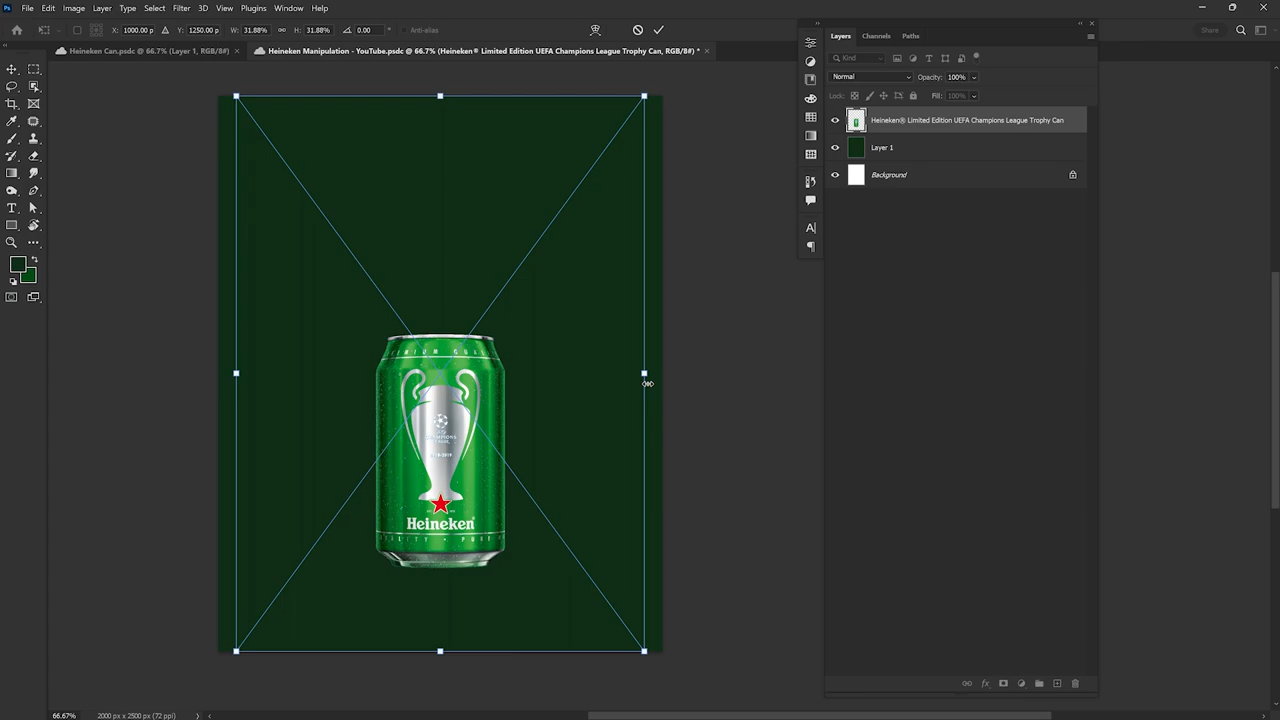 File Edit Image Layer Type Select Filter 3D View Plugins Window Help
X: 1000.00 p Y: 1250.00 p W: 31.88% H: 31.88% 0.00 ° Anti-alias Share
Heineken Can.psdc @ 66.7% (Layer 1, RGB/8#) ×
Heineken Manipulation - YouTube.psdc @ 66.7% (Heineken® Limited Edition UEFA Champions League Trophy Can, RGB/8#) * ×
Layers Channels Paths
Kind
Normal Opacity: 100%
Lock: Fill: 100%
Heineken® Limited Edition UEFA Champions League Trophy Can
Layer 1
Background
CHAMPIONS
LEAGUE
Heineken
66.67% 2000 px x 2500 px (72 ppi)